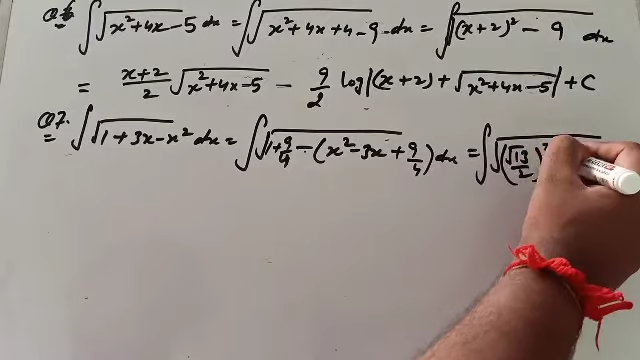 Q6 ∫√x²+4x-5 dx = ∫√x²+4x+4-9 dx = ∫√(x+2)² - 9 dx
= x+2/2 √x²+4x-5 - 9/2 log|(x+2)+√x²+4x-5|+C
Q7. ∫√1+3x-x² dx = ∫√1+9/4-(x²-3x+9/4) dx = ∫√(√13/2)²